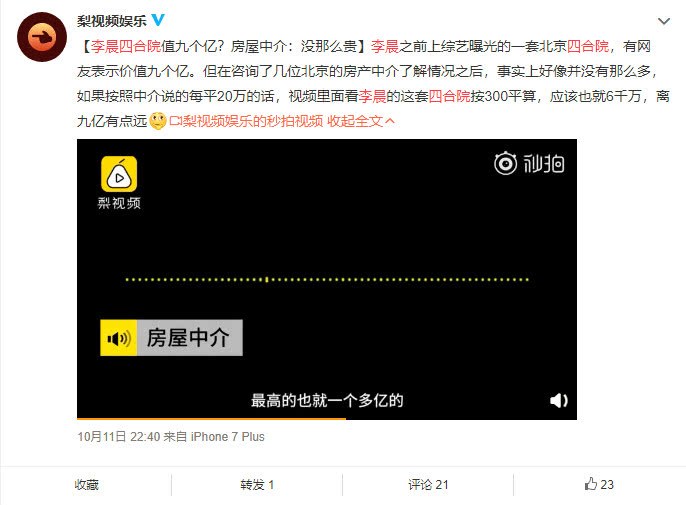 梨视频娱乐
【李晨四合院值九个亿？房屋中介：没那么贵】李晨之前上综艺曝光的一套北京四合院，有网
友表示价值九个亿。但在咨询了几位北京的房产中介了解情况之后，事实上好像并没有那么多，
如果按照中介说的每平20万的话，视频里面看李晨的这套四合院按300平算，应该也就6千万，离
九亿有点远 梨视频娱乐的秒拍视频 收起全文
梨视频
秒拍
房屋中介
最高的也就一个多亿的
10月11日 22:40 来自 iPhone 7 Plus
收藏 转发 1 评论 21 23